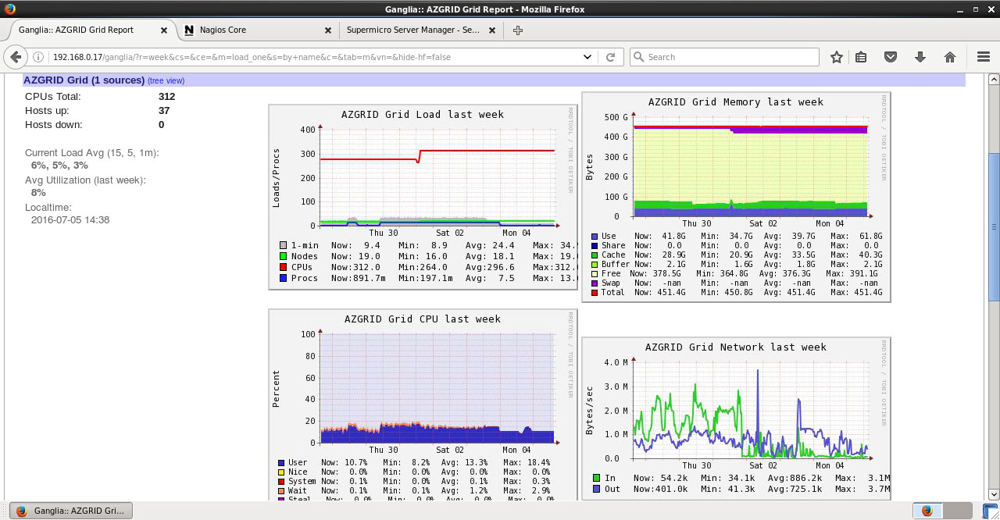 Ganglia:: AZGRID Grid Report - Mozilla Firefox
Ganglia:: AZGRID Grid Report
Nagios Core
Supermicro Server Manager - Se...
192.168.0.17/ganglia/?r=week&cs=&ce=&m=load_one&s=by+name&c=&tab=m&vn=&hide-hf=false
Search
AZGRID Grid (1 sources) (tree view)
CPUs Total: 312
Hosts up: 37
Hosts down: 0
Current Load Avg (15, 5, 1m):
6%, 5%, 3%
Avg Utilization (last week):
8%
Localtime:
2016-07-05 14:38
AZGRID Grid Load last week
RRDTOOL / TOBI OETIKER
Loads/Procs
400
300
200
100
0
Thu 30 Sat 02 Mon 04
1-min Now: 9.4 Min: 8.9 Avg: 24.4 Max: 34.
Nodes Now: 19.0 Min: 16.0 Avg: 18.1 Max: 19.
CPUs Now:312.0 Min:264.0 Avg:296.6 Max:312.
Procs Now:891.7m Min:197.1m Avg: 7.5 Max: 13.
AZGRID Grid Memory last week
RRDTOOL / TOBI OETIKER
Bytes
500 G
400 G
300 G
200 G
100 G
0
Thu 30 Sat 02 Mon 04
Use Now: 41.8G Min: 34.7G Avg: 39.7G Max: 61.8G
Share Now: 0.0 Min: 0.0 Avg: 0.0 Max: 0.0
Cache Now: 28.9G Min: 20.9G Avg: 33.5G Max: 40.3G
Buffer Now: 2.1G Min: 1.6G Avg: 1.8G Max: 2.1G
Free Now: 378.5G Min: 364.8G Avg: 376.3G Max: 391.1G
Swap Now: -nan Min: -nan Avg: -nan Max: -nan
Total Now: 451.4G Min: 450.8G Avg: 451.4G Max: 451.4G
AZGRID Grid CPU last week
RRDTOOL / TOBI OETIKER
Percent
100
80
60
40
20
0
Thu 30 Sat 02 Mon 04
User Now: 10.7% Min: 8.2% Avg: 13.3% Max: 18.4%
Nice Now: 0.0% Min: 0.0% Avg: 0.0% Max: 0.0%
System Now: 0.1% Min: 0.1% Avg: 0.1% Max: 0.3%
Wait Now: 0.1% Min: 0.1% Avg: 1.2% Max: 2.9%
Steal Now: 0.0% Min: 0.0% Avg: 0.0% Max: 0.0%
AZGRID Grid Network last week
RRDTOOL / TOBI OETIKER
Bytes/sec
4.0 M
3.0 M
2.0 M
1.0 M
0.0
Thu 30 Sat 02 Mon 04
In Now: 54.2k Min: 34.1k Avg:886.2k Max: 3.1M
Out Now:401.0k Min: 41.3k Avg:725.1k Max: 3.7M
Ganglia:: AZGRID Gri...